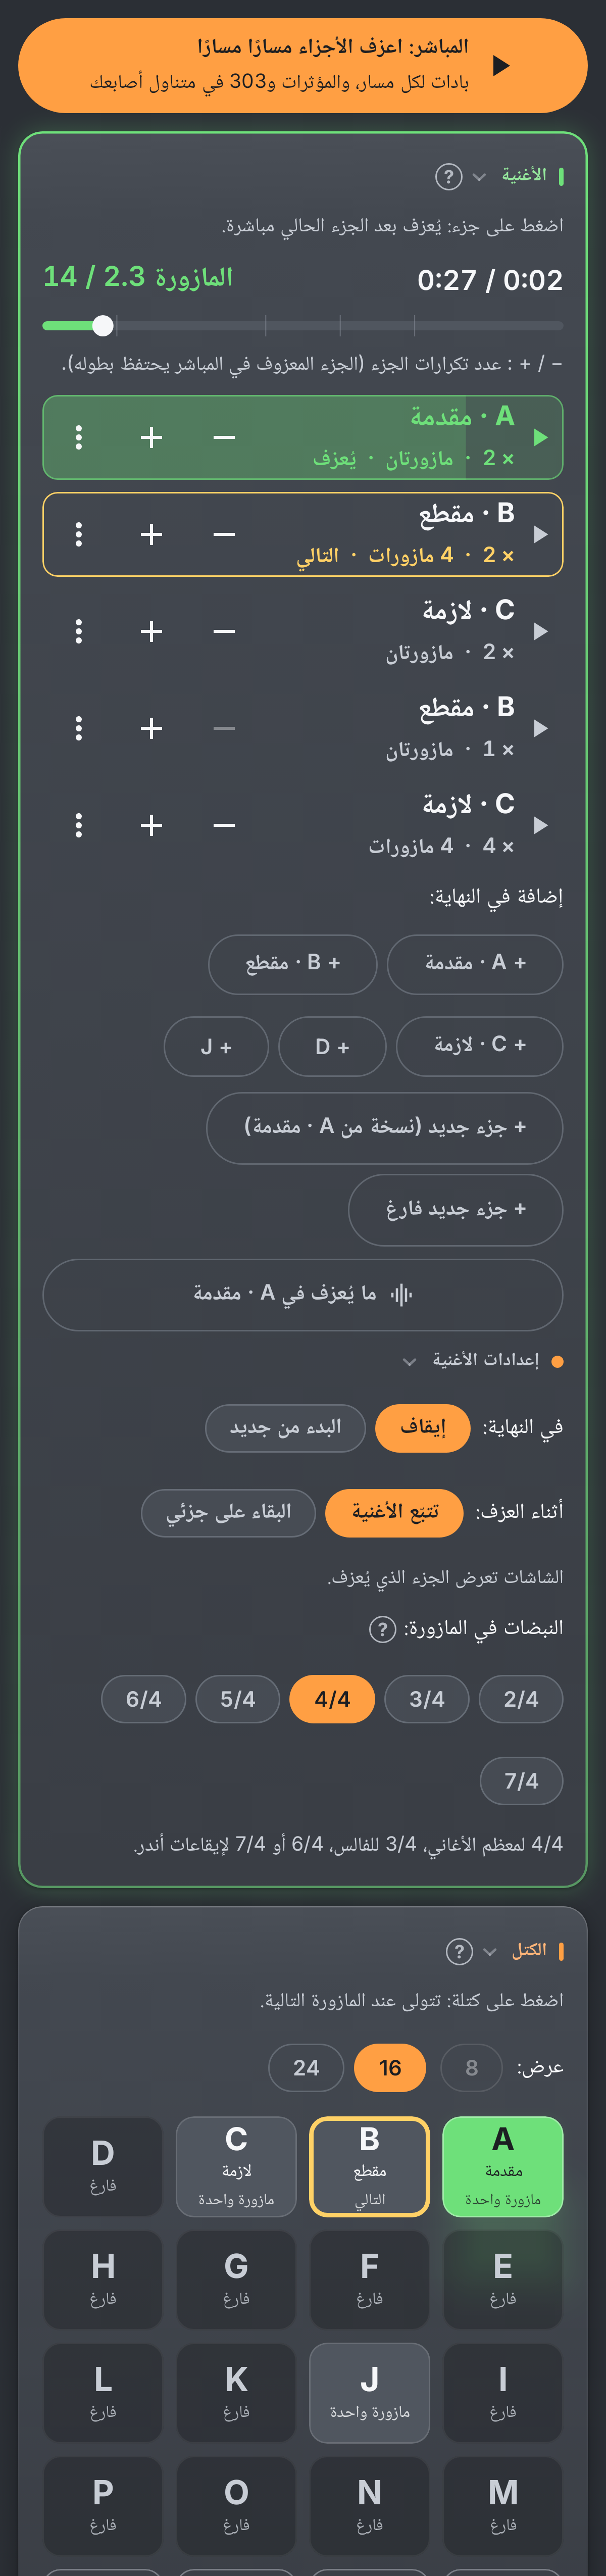 المباشر: اعزف الأجزاء مسارًا مسارًا
بادات لكل مسار، والمؤثرات و303 في متناول أصابعك
الأغنية ?
اضغط على جزء: يُعزف بعد الجزء الحالي مباشرة.
0:27 / 0:02
المازورة 2.3 / 14
− / + : عدد تكرارات الجزء (الجزء المعزوف في المباشر يحتفظ بطوله).
A · مقدمة
× 2 · مازورتان · يُعزف
B · مقطع
× 2 · 4 مازورات · التالي
C · لازمة
× 2 · مازورتان
B · مقطع
× 1 · مازورتان
C · لازمة
× 4 · 4 مازورات
إضافة في النهاية:
+ A · مقدمة
+ B · مقطع
+ C · لازمة
+ D
+ J
+ جزء جديد (نسخة من A · مقدمة)
+ جزء جديد فارغ
ما يُعزف في A · مقدمة
إعدادات الأغنية
في النهاية: إيقاف البدء من جديد
أثناء العزف: تتبّع الأغنية البقاء على جزئي
الشاشات تعرض الجزء الذي يُعزف.
النبضات في المازورة: ?
2/4 3/4 4/4 5/4 6/4
7/4
4/4 لمعظم الأغاني، 3/4 للفالس، 6/4 أو 7/4 لإيقاعات أندر.
الكتل ?
اضغط على كتلة: تتولى عند المازورة التالية.
عرض: 8 16 24
A
مقدمة
مازورة واحدة
B
مقطع
التالي
C
لازمة
مازورة واحدة
D
فارغ
E
فارغ
F
فارغ
G
فارغ
H
فارغ
I
فارغ
J
مازورة واحدة
K
فارغ
L
فارغ
M
فارغ
N
فارغ
O
فارغ
P
فارغ